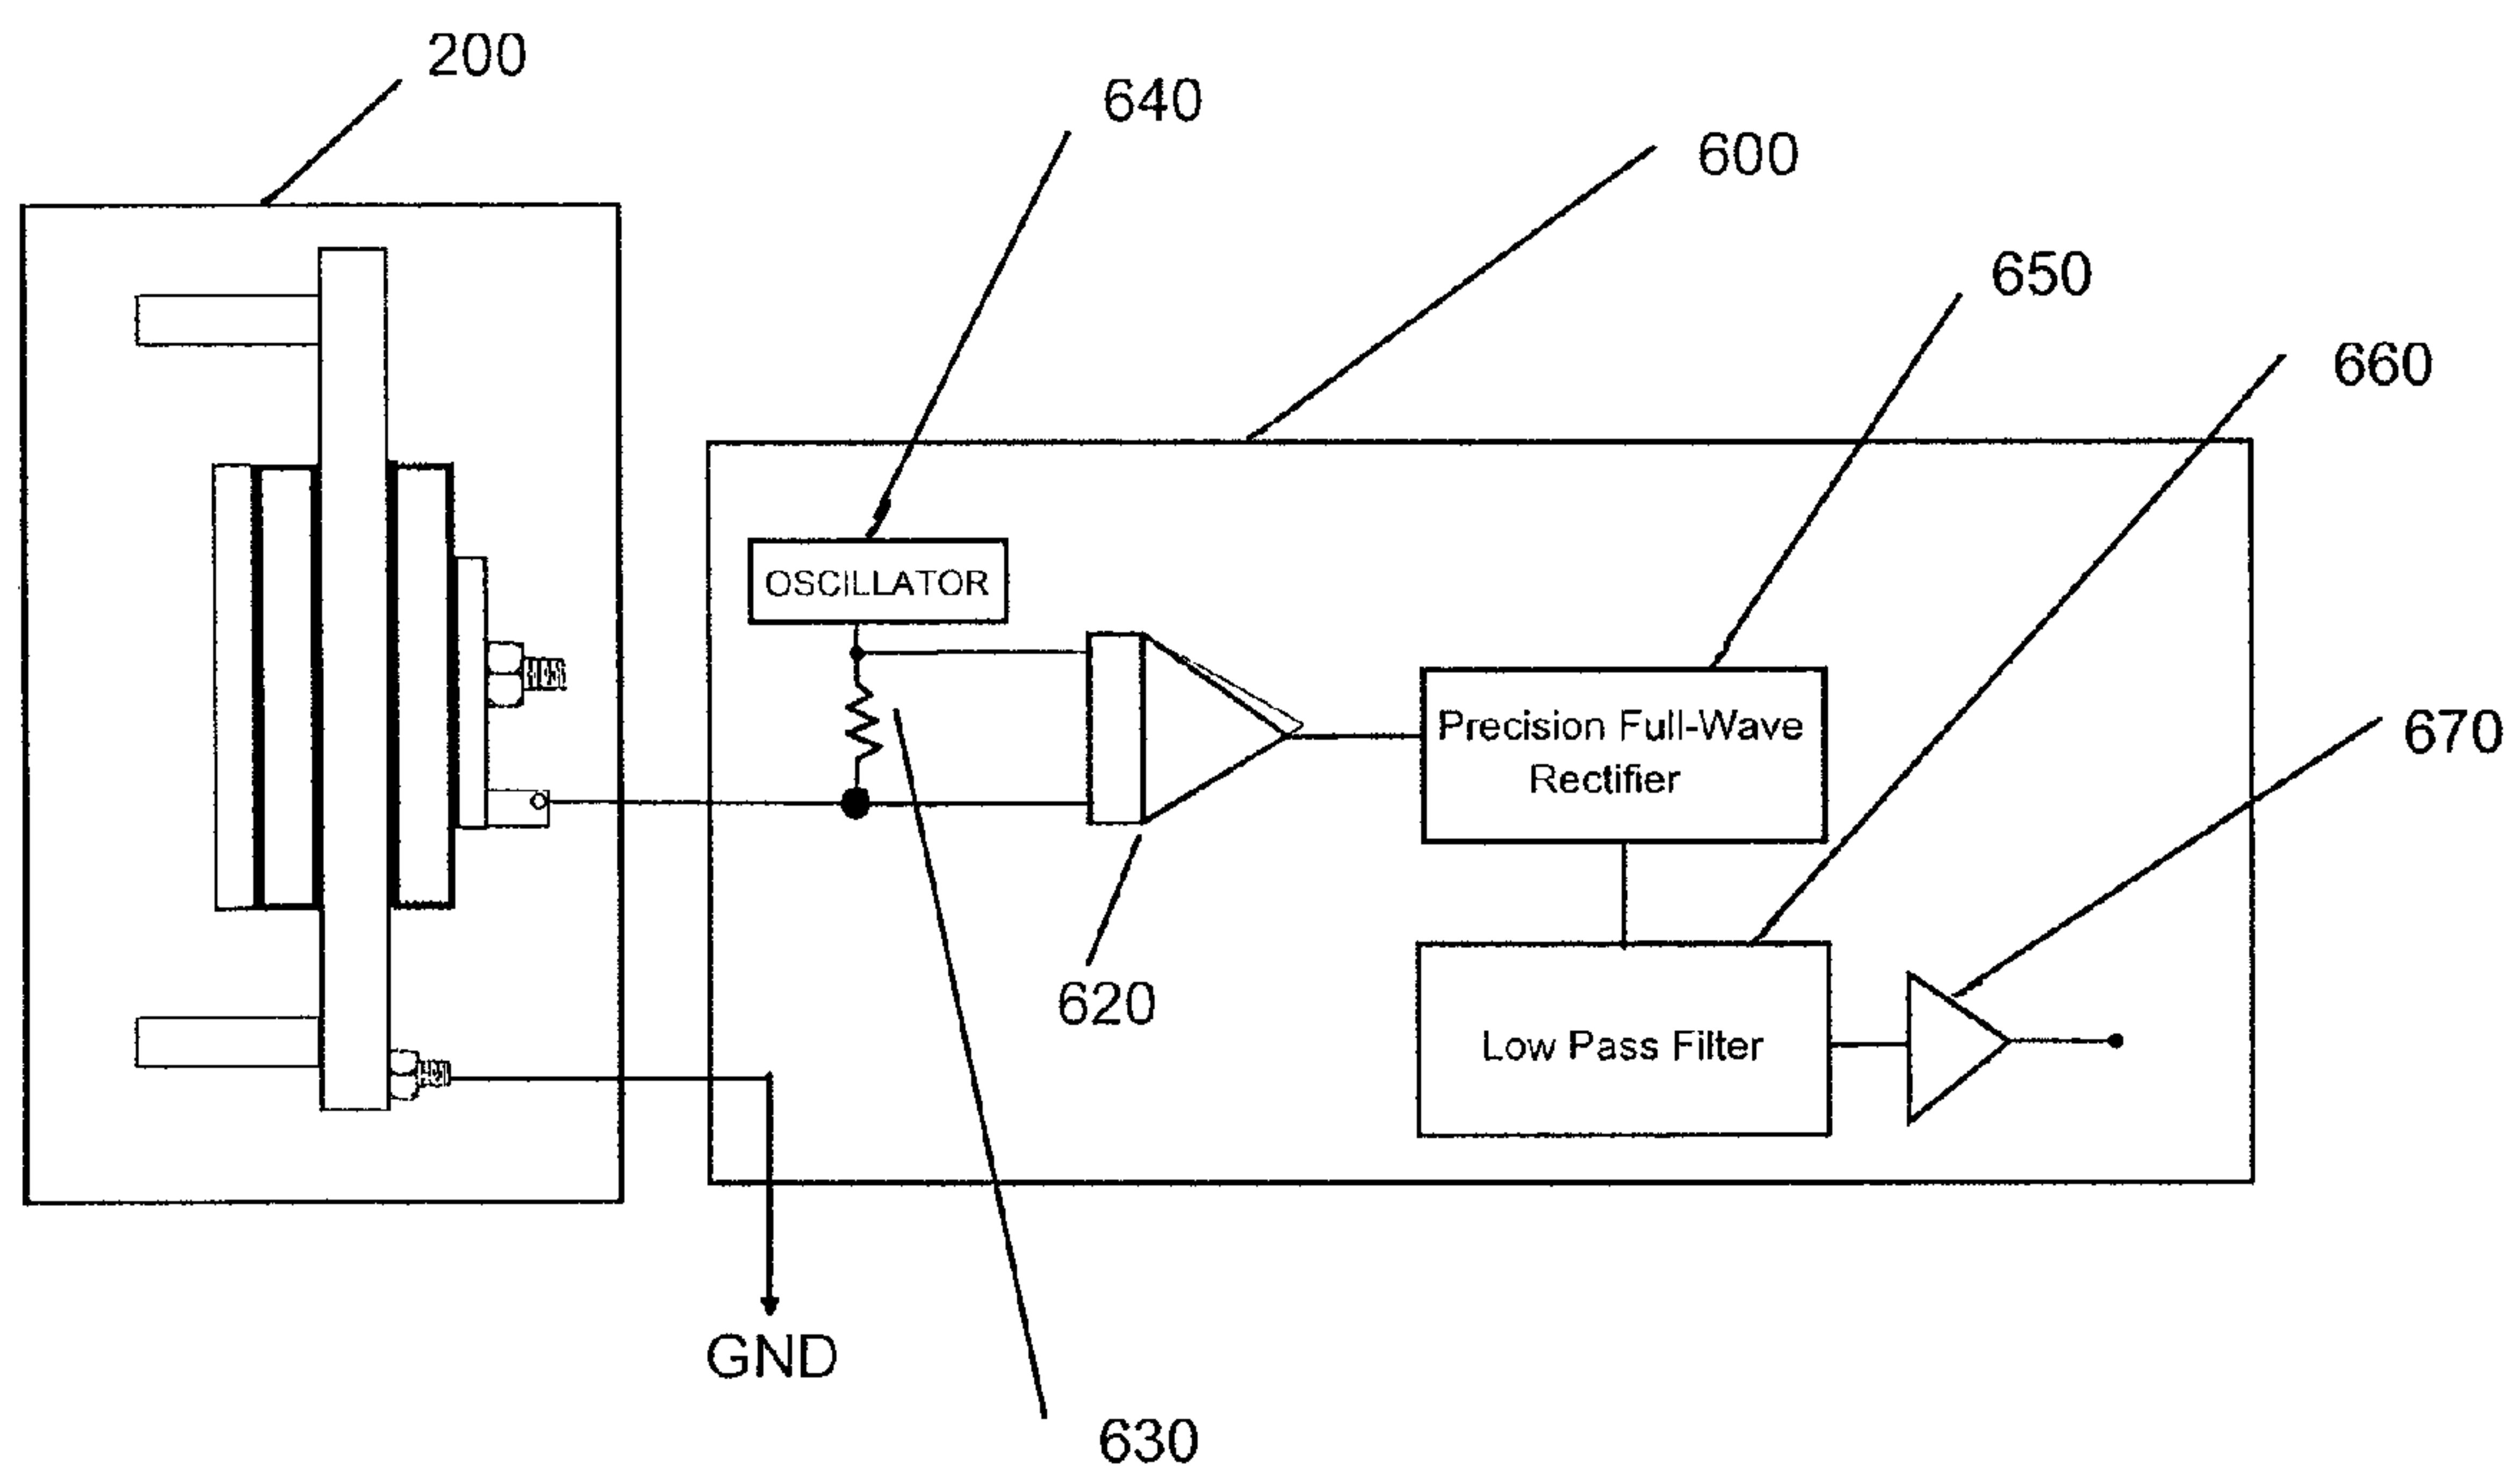 200
640
600
650
660
OSCILLATOR
670
Precision Full-Wave
Rectifier
620
Low Pass Filter
GND
630